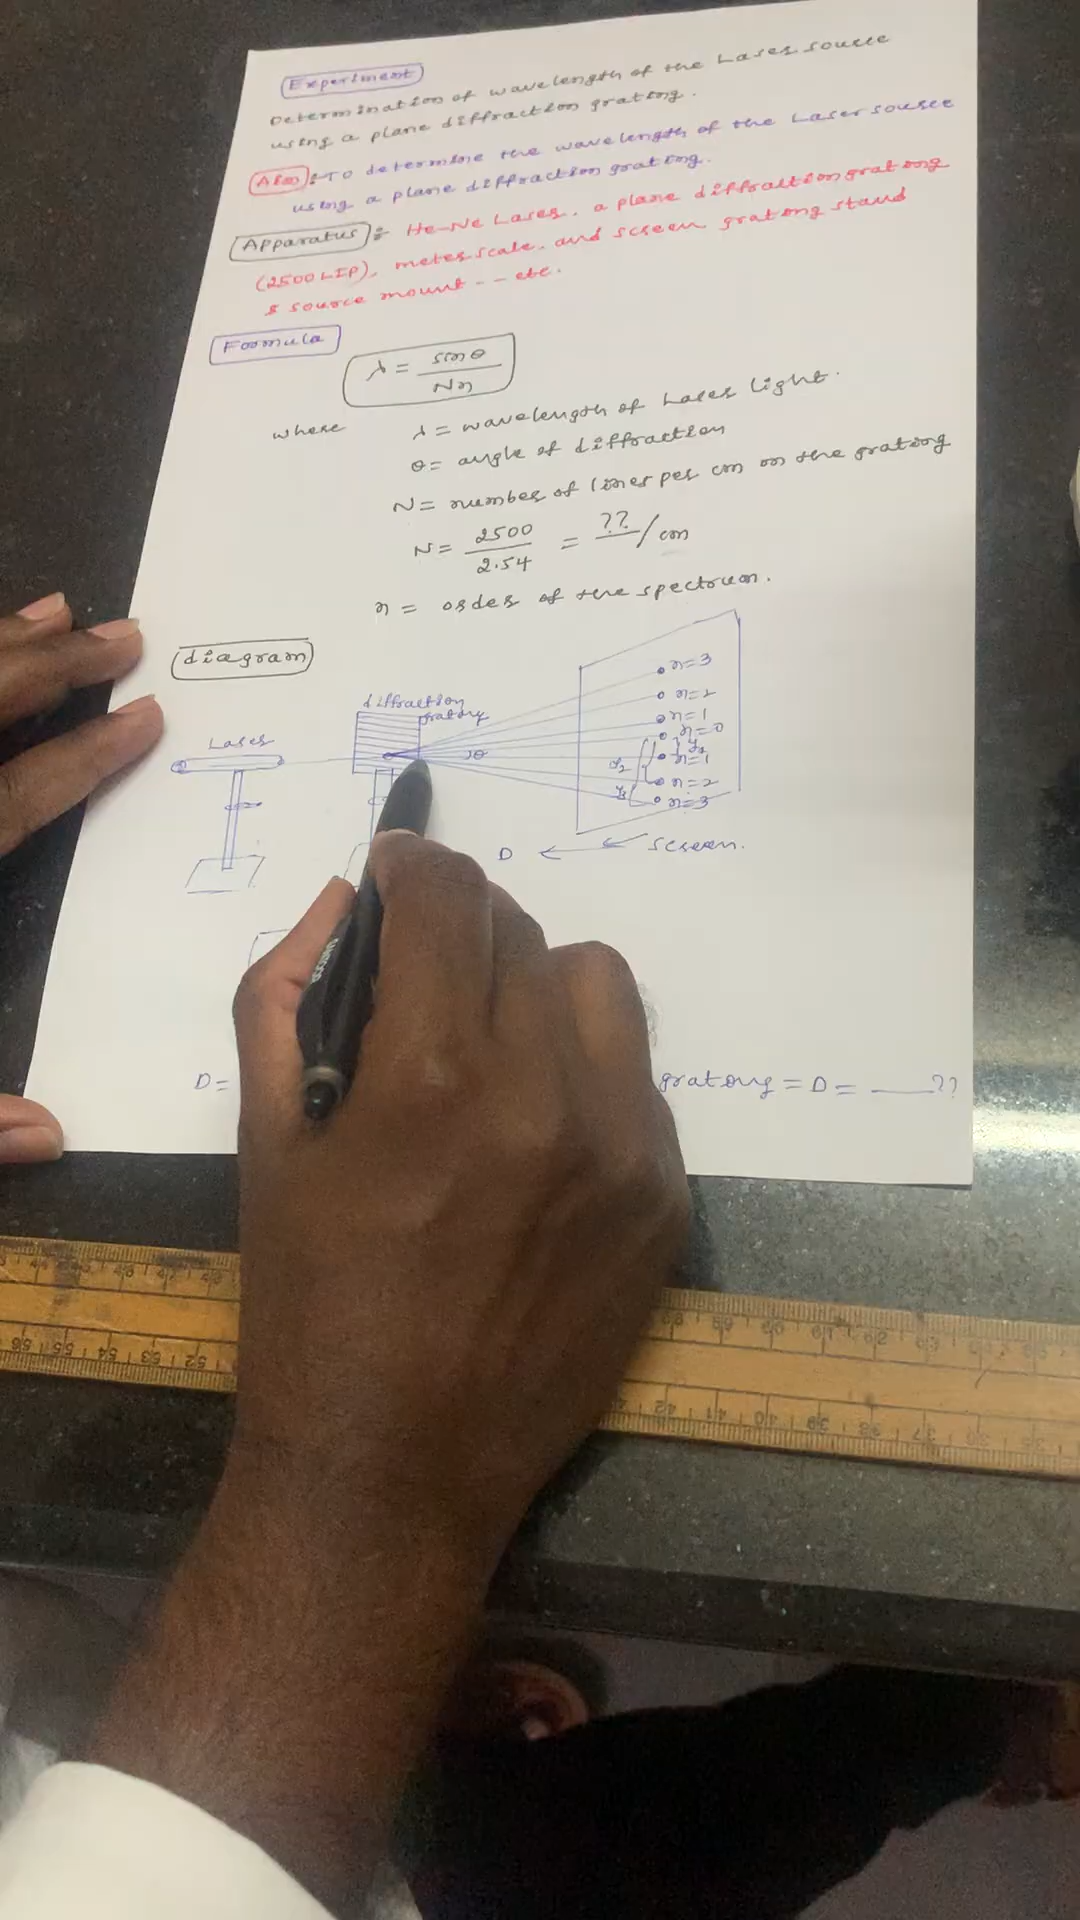 Experiment
Determination of wavelength of the Laser source
using a plane diffraction grating.
Aim:- To determine the wavelength of the Laser source
using a plane diffraction grating.
Apparatus:- He-Ne Laser, a plane diffraction grating
(2500 LIP), meter scale, and screen grating stand
& source mount -- etc.
Formula
λ = sinθ / Nn
where λ = wavelength of Laser light.
θ = angle of diffraction
N = number of lines per cm on the grating
N = 2500 / 2.54 = ?? / cm
n = order of the spectrum.
diagram
diffraction
grating
Laser
θ
n=3
n=2
n=1
n=0
n=1
n=2
n=3
y2
y3
D
screen.
D =
grating = D = ??